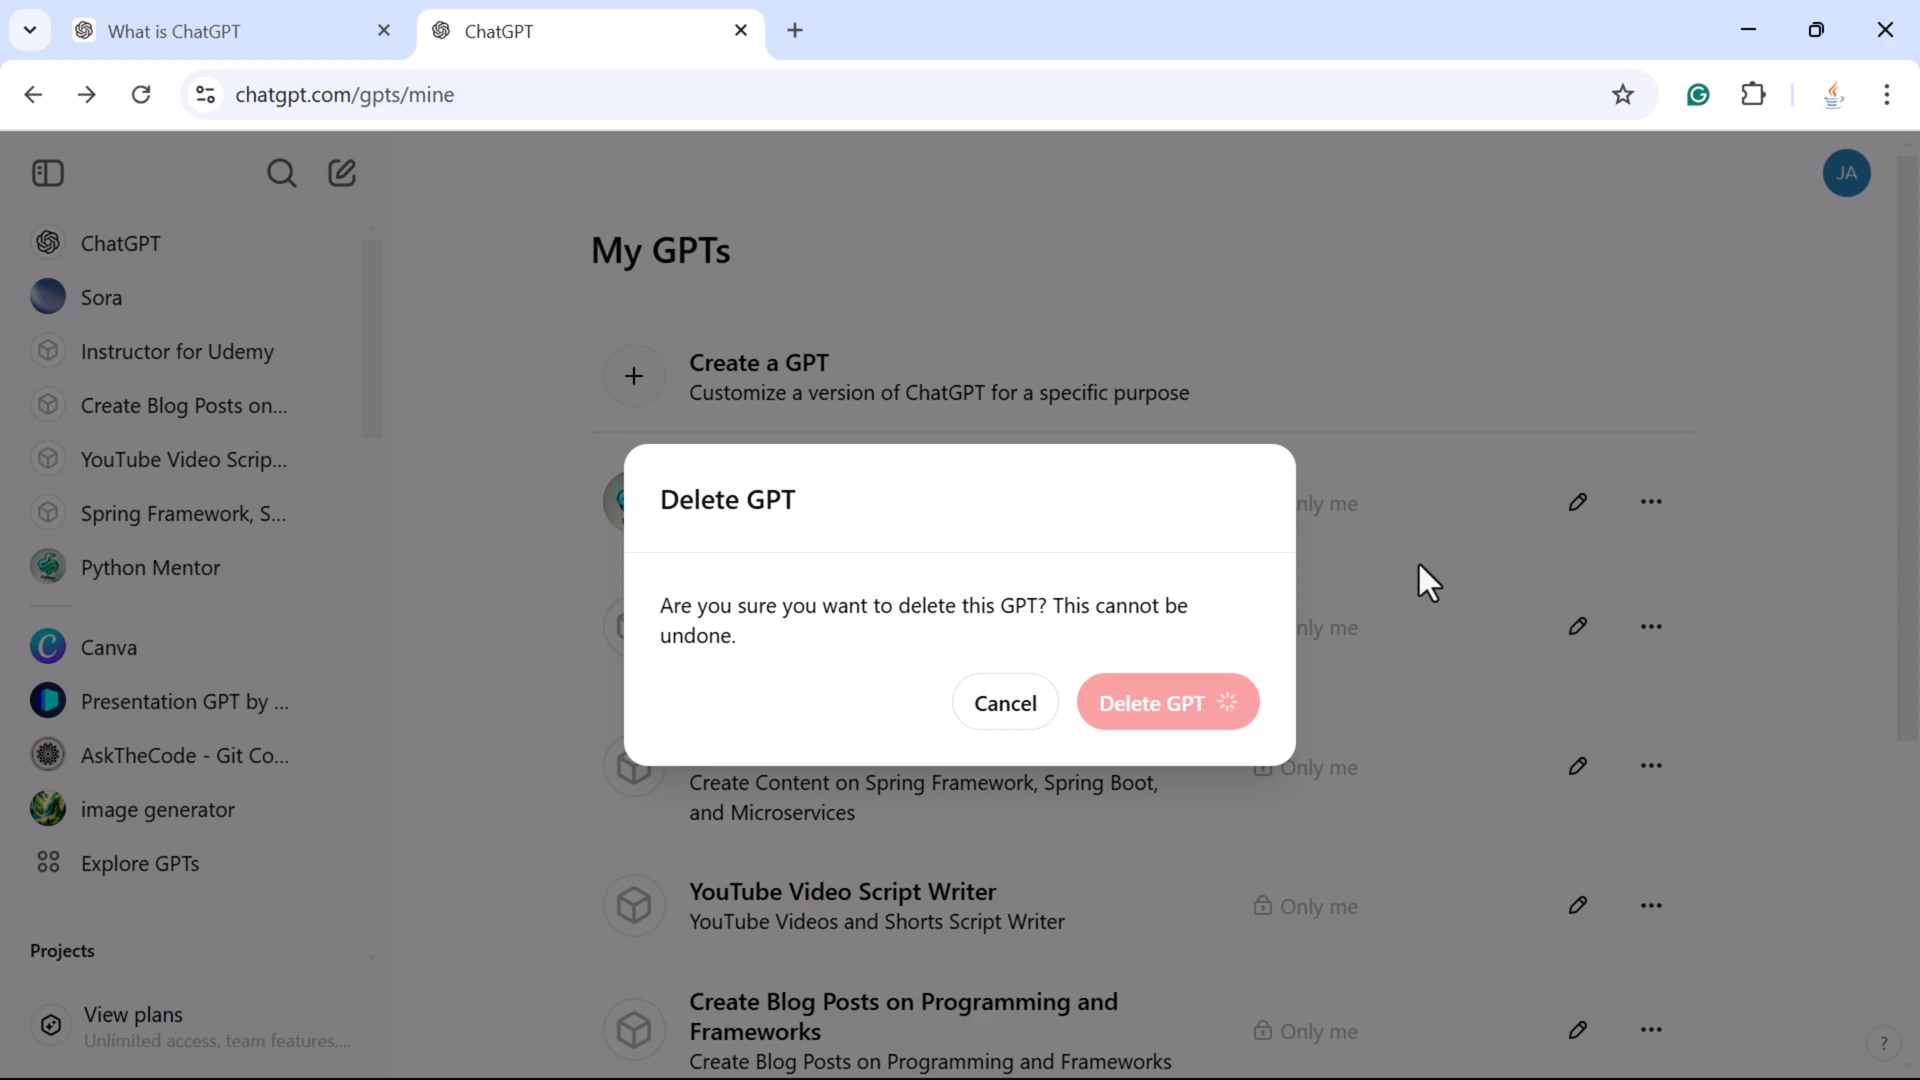 What is ChatGPT
ChatGPT
chatgpt.com/gpts/mine
JA
ChatGPT
Sora
Instructor for Udemy
Create Blog Posts on...
YouTube Video Scrip...
Spring Framework, S...
Python Mentor
Canva
Presentation GPT by ...
AskTheCode - Git Co...
image generator
Explore GPTs
Projects
View plans
Unlimited access, team features,...
My GPTs
Create a GPT
Customize a version of ChatGPT for a specific purpose
Delete GPT
Are you sure you want to delete this GPT? This cannot be
undone.
Cancel
Delete GPT
nly me
nly me
Only me
Create Content on Spring Framework, Spring Boot,
and Microservices
YouTube Video Script Writer
YouTube Videos and Shorts Script Writer
Only me
Create Blog Posts on Programming and
Frameworks
Create Blog Posts on Programming and Frameworks
Only me
?